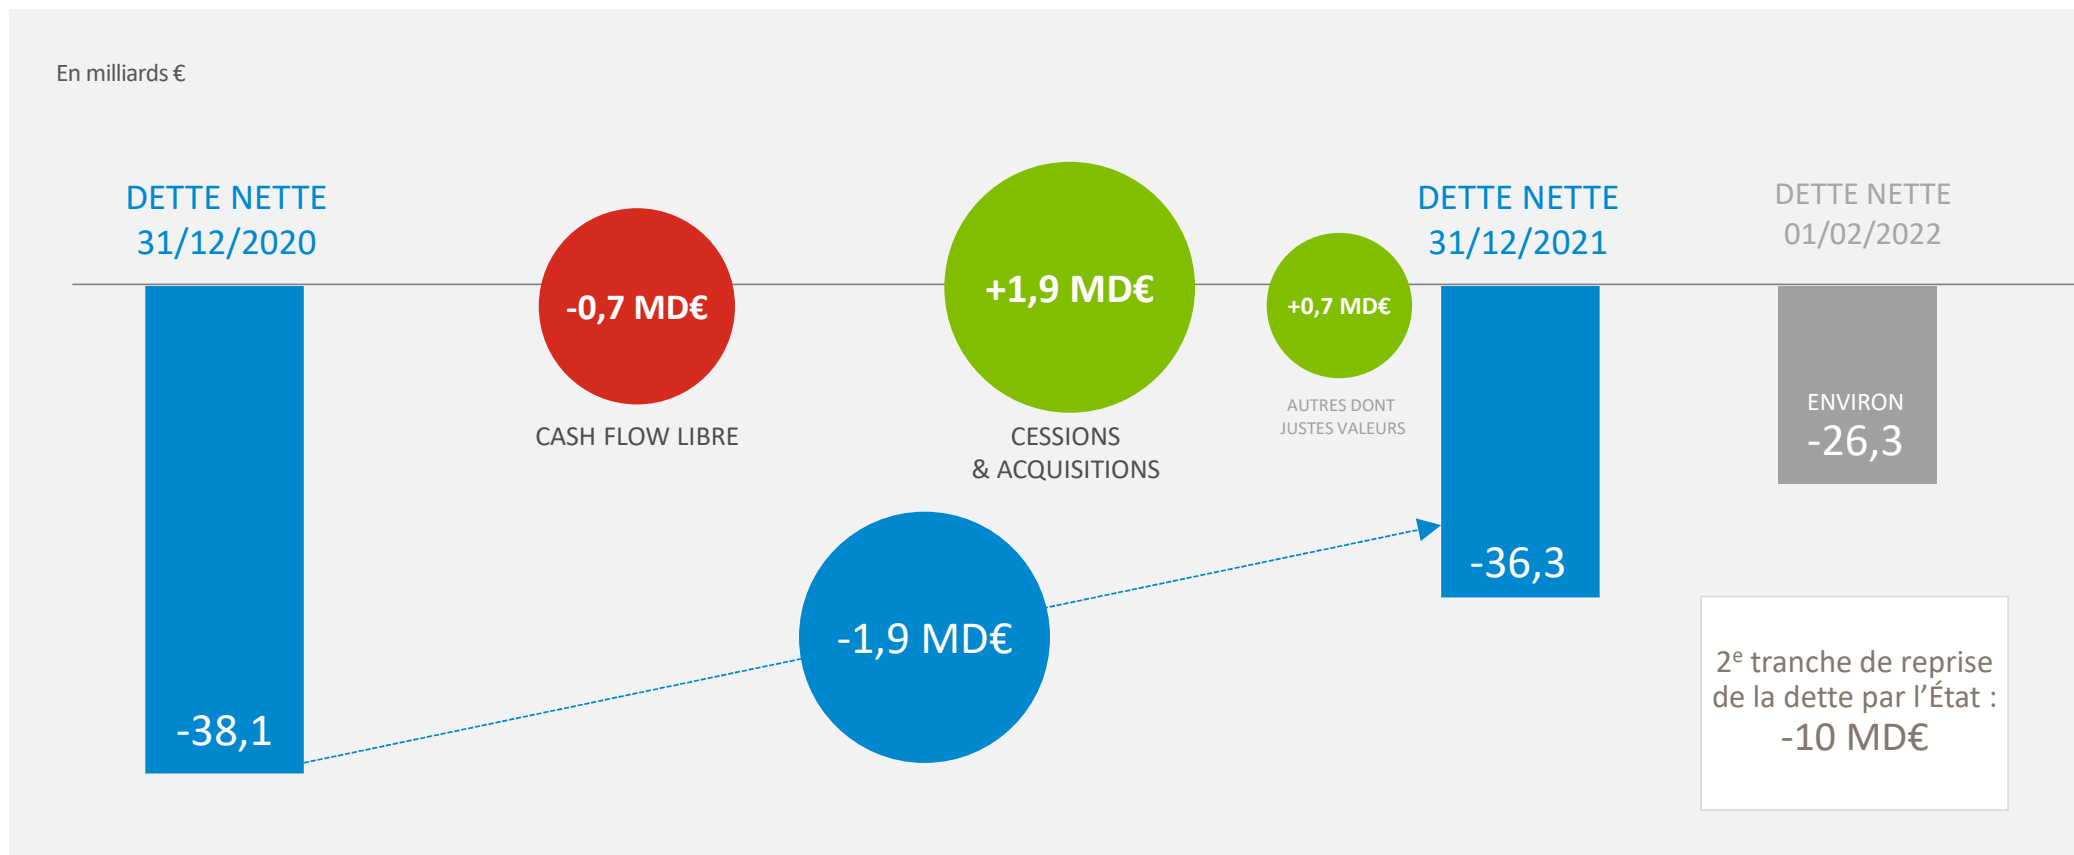 En milliards €
DETTE NETTE
31/12/2020
-38,1
-0,7 MD€
CASH FLOW LIBRE
+1,9 MD€
CESSIONS
& ACQUISITIONS
+0,7 MD€
AUTRES DONT
JUSTES VALEURS
-1,9 MD€
DETTE NETTE
31/12/2021
-36,3
DETTE NETTE
01/02/2022
ENVIRON
-26,3
2e tranche de reprise
de la dette par l’État :
-10 MD€